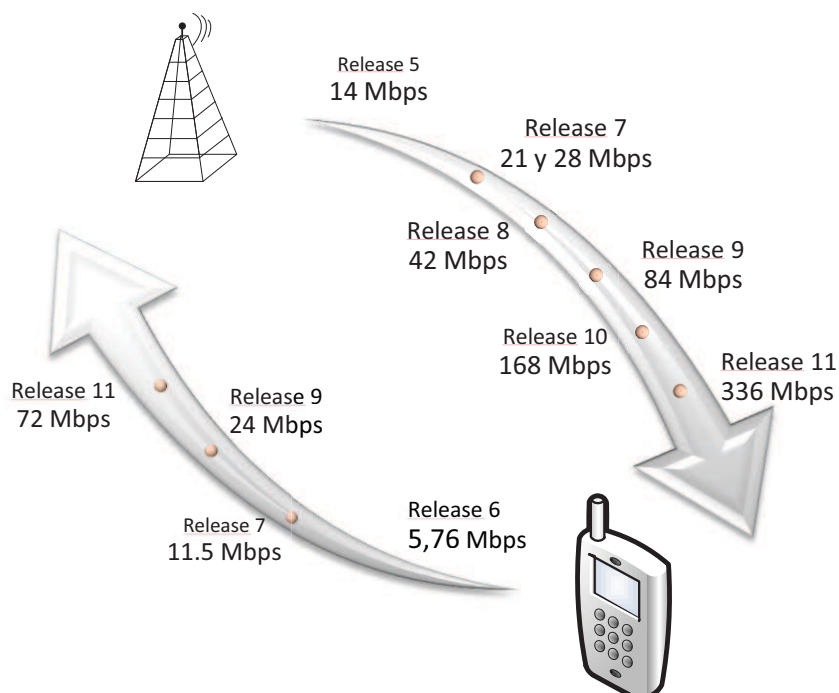 Release 5
14 Mbps
Release 7
21 y 28 Mbps
Release 8
42 Mbps
Release 9
84 Mbps
Release 10
168 Mbps
Release 11
336 Mbps
Release 11
72 Mbps
Release 9
24 Mbps
Release 7
11.5 Mbps
Release 6
5,76 Mbps